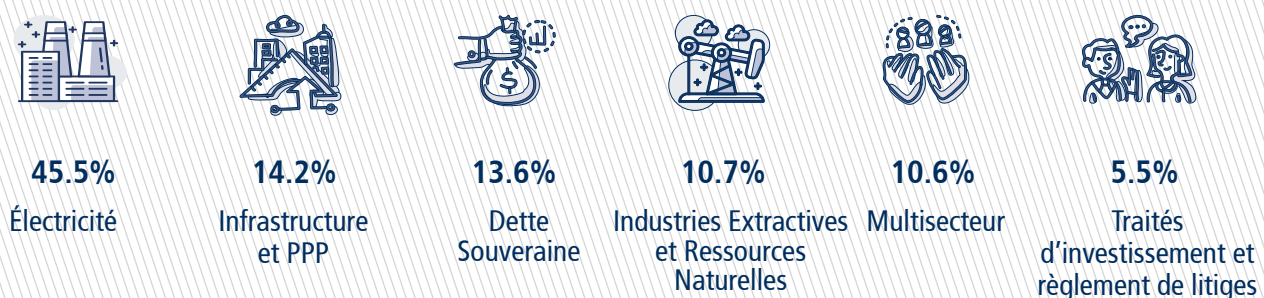 45.5%
Électricité
14.2%
Infrastructure
et PPP
13.6%
Dette
Souveraine
10.7%
Industries Extractives
et Ressources
Naturelles
10.6%
Multisecteur
5.5%
Traités
d’investissement et
règlement de litiges